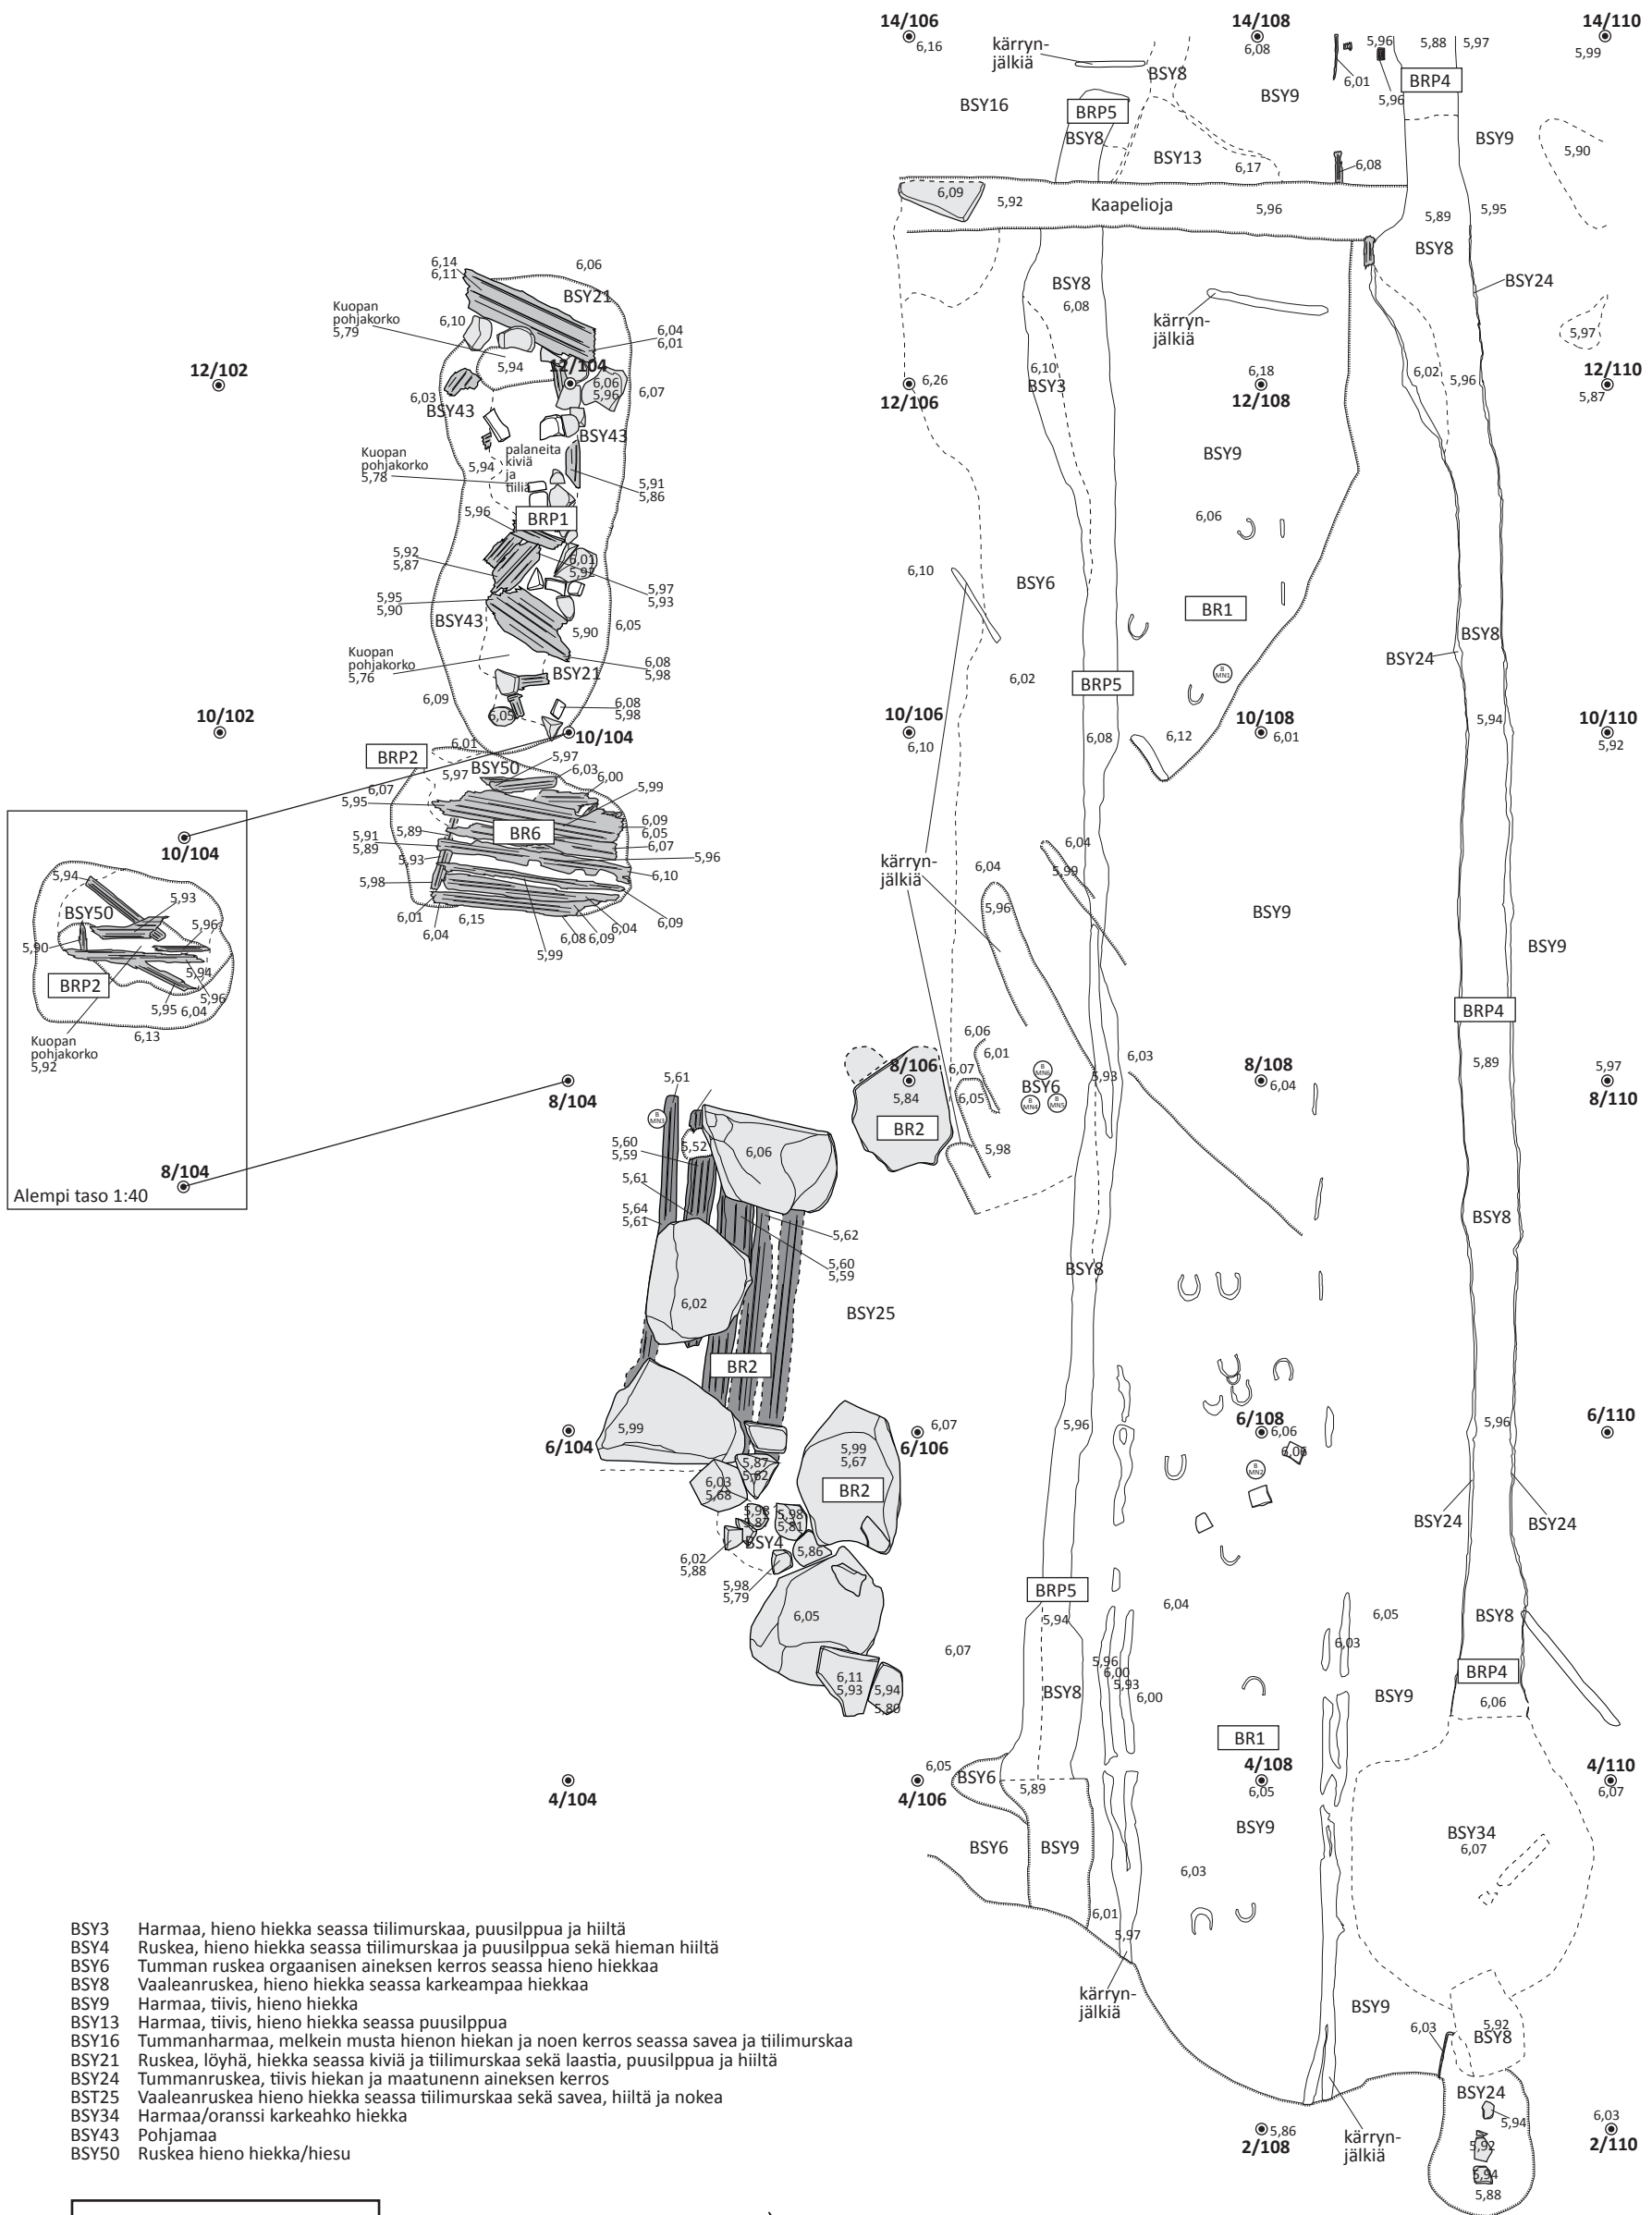 14/106
14/108
14/110
6,16
kärryn-
jälkiä
6,08
5,96
5,88
5,97
5,99
BSY8
6,01
BRP4
BSY16
BRP5
BSY9
5,96
BSY8
BSY13
6,17
6,08
BSY9
5,90
6,09
5,92
Kaapelioja
5,96
5,89
5,95
BSY8
6,14
6,11
6,06
BSY21
BSY8
6,08
BSY24
Kuopan
pohjakorko
5,79
6,10
6,04
6,01
kärryn-
jälkiä
5,97
12/102
5,94
12/104
6,06
5,96
6,07
6,26
12/106
6,10
BSY3
6,18
12/108
6,02
5,96
12/110
5,87
6,03
BSY43
BSY43
BSY9
Kuopan
pohjakorko
5,78
5,94
palaneita
kiviä
ja
tiiliä
5,91
5,86
5,96
BRP1
6,06
5,92
5,87
6,01
5,92
5,97
5,93
6,10
BSY6
BR1
5,95
5,90
BSY43
5,90
6,05
BSY8
BSY24
Kuopan
pohjakorko
5,76
BSY21
6,08
5,98
6,02
BRP5
B
MN1
6,09
6,05
6,08
5,98
10/102
10/104
10/106
6,10
6,08
6,12
10/108
6,01
5,94
10/110
5,92
6,01
BRP2
5,97
BSY50
5,97
6,03
6,00
6,07
5,95
5,99
BR6
6,09
6,05
6,07
5,91
5,89
5,89
5,93
5,96
5,98
6,10
6,01
6,04
6,15
6,08
6,09
6,04
6,09
5,99
10/104
5,94
5,93
BSY50
5,96
5,90
5,94
BRP2
5,96
5,95
6,04
6,13
Kuopan
pohjakorko
5,92
8/104
Alempi taso 1:40
kärryn-
jälkiä
6,04
6,04
5,99
5,96
BSY9
BSY9
BRP4
6,06
6,01
6,03
5,89
8/104
5,61
8/106
6,07
B
MN6
BSY6
5,93
8/108
6,04
5,97
8/110
5,84
6,05
B
MN4
B
MN5
B
MN3
BR2
5,98
5,60
5,59
5,52
6,06
5,61
5,64
5,61
5,62
BSY8
5,60
5,59
BSY8
6,02
BSY25
BR2
6/104
5,99
6/106
6,07
5,96
6/108
6,06
6,06
5,96
6/110
5,99
5,67
BR2
5,87
5,62
6,03
5,68
B
MN2
5,98
5,87
5,98
5,81
BSY4
5,86
BSY24
BSY24
6,02
5,88
5,98
5,79
BRP5
6,05
5,94
6,04
6,05
BSY8
6,07
6,03
5,96
6,00
5,93
6,00
BRP4
6,11
5,93
5,94
5,80
BSY8
BSY9
6,06
BR1
4/104
6,05
4/106
BSY6
5,89
4/108
6,05
4/110
6,07
BSY6
BSY9
BSY9
BSY34
6,07
6,03
6,01
5,97
kärryn-
jälkiä
BSY9
6,03
5,92
BSY8
BSY24
5,94
5,86
2/108
kärryn-
jälkiä
5,92
6,03
2/110
5,94
5,88
BSY3 Harmaa, hieno hiekka seassa tiilimurskaa, puusilppua ja hiiltä
BSY4 Ruskea, hieno hiekka seassa tiilimurskaa ja puusilppua sekä hieman hiiltä
BSY6 Tumman ruskea orgaanisen aineksen kerros seassa hieno hiekkaa
BSY8 Vaaleanruskea, hieno hiekka seassa karkeampaa hiekkaa
BSY9 Harmaa, tiivis, hieno hiekka
BSY13 Harmaa, tiivis, hieno hiekka seassa puusilppua
BSY16 Tummanharmaa, melkein musta hienon hiekan ja noen kerros seassa savea ja tiilimurskaa
BSY21 Ruskea, löyhä, hiekka seassa kiviä ja tiilimurskaa sekä laastia, puusilppua ja hiiltä
BSY24 Tummanruskea, tiivis hiekan ja maatunenn aineksen kerros
BST25 Vaaleanruskea hieno hiekka seassa tiilimurskaa sekä savea, hiiltä ja nokea
BSY34 Harmaa/oranssi karkeahko hiekka
BSY43 Pohjamaa
BSY50 Ruskea hieno hiekka/hiesu